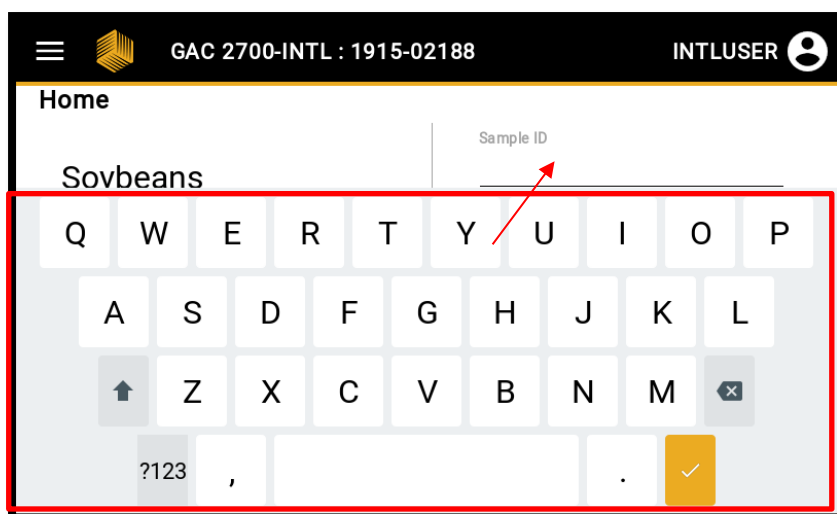 GAC 2700-INTL : 1915-02188 INTLUSER
Home
Sample ID
Soybeans
Q W E R T Y U I O P
A S D F G H J K L
Z X C V B N M
?123 , .